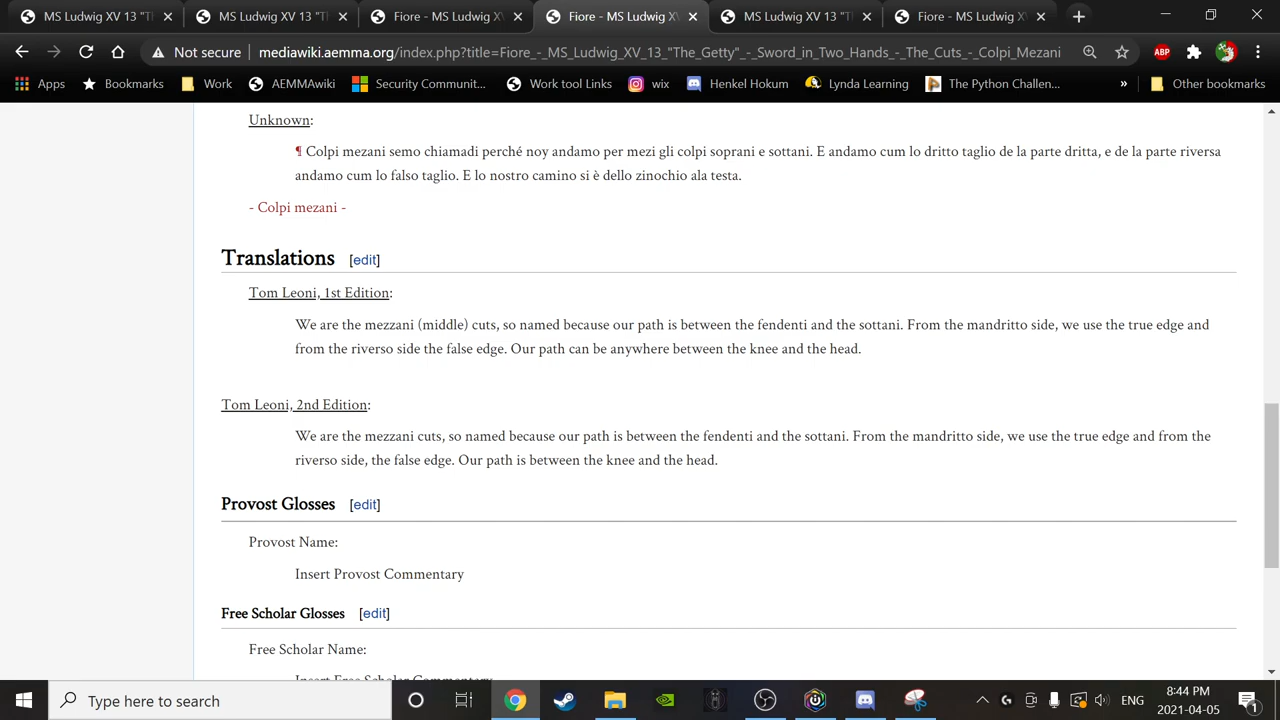 MS Ludwig XV 13 "T
MS Ludwig XV 13 "The
Fiore - MS Ludwig XV
Fiore - MS Ludwig XV
MS Ludwig XV 13 "The
Fiore - MS Ludwig XV
Not secure
mediawiki.aemma.org/index.php?title=Fiore_-_MS_Ludwig_XV_13_"The_Getty"_-_Sword_in_Two_Hands_-_The_Cuts_-_Colpi_Mezani
ABP
Apps
Bookmarks
Work
AEMMAwiki
Security Communit...
Work tool Links
wix
Henkel Hokum
Lynda Learning
The Python Challen...
»
Other bookmarks
Unknown:
¶ Colpi mezani semo chiamadi perché noy andamo per mezi gli colpi soprani e sottani. E andamo cum lo dritto taglio de la parte dritta, e de la parte riversa
andamo cum lo falso taglio. E lo nostro camino si è dello zinochio ala testa.
- Colpi mezani -
Translations [edit]
Tom Leoni, 1st Edition:
We are the mezzani (middle) cuts, so named because our path is between the fendenti and the sottani. From the mandritto side, we use the true edge and
from the riverso side the false edge. Our path can be anywhere between the knee and the head.
Tom Leoni, 2nd Edition:
We are the mezzani cuts, so named because our path is between the fendenti and the sottani. From the mandritto side, we use the true edge and from the
riverso side, the false edge. Our path is between the knee and the head.
Provost Glosses [edit]
Provost Name:
Insert Provost Commentary
Free Scholar Glosses [edit]
Free Scholar Name:
Insert Free Scholar Commentary
Type here to search
ENG
8:44 PM
2021-04-05
1